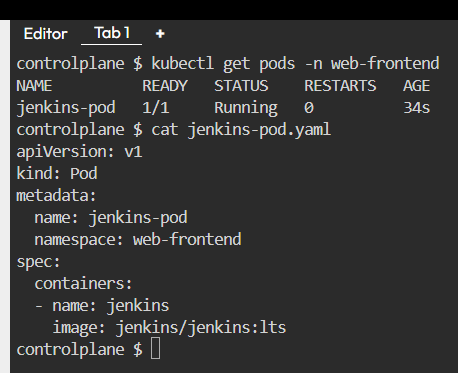 Editor Tab 1 +
controlplane $ kubectl get pods -n web-frontend
NAME READY STATUS RESTARTS AGE
jenkins-pod 1/1 Running 0 34s
controlplane $ cat jenkins-pod.yaml
apiVersion: v1
kind: Pod
metadata:
  name: jenkins-pod
  namespace: web-frontend
spec:
  containers:
  - name: jenkins
    image: jenkins/jenkins:lts
controlplane $